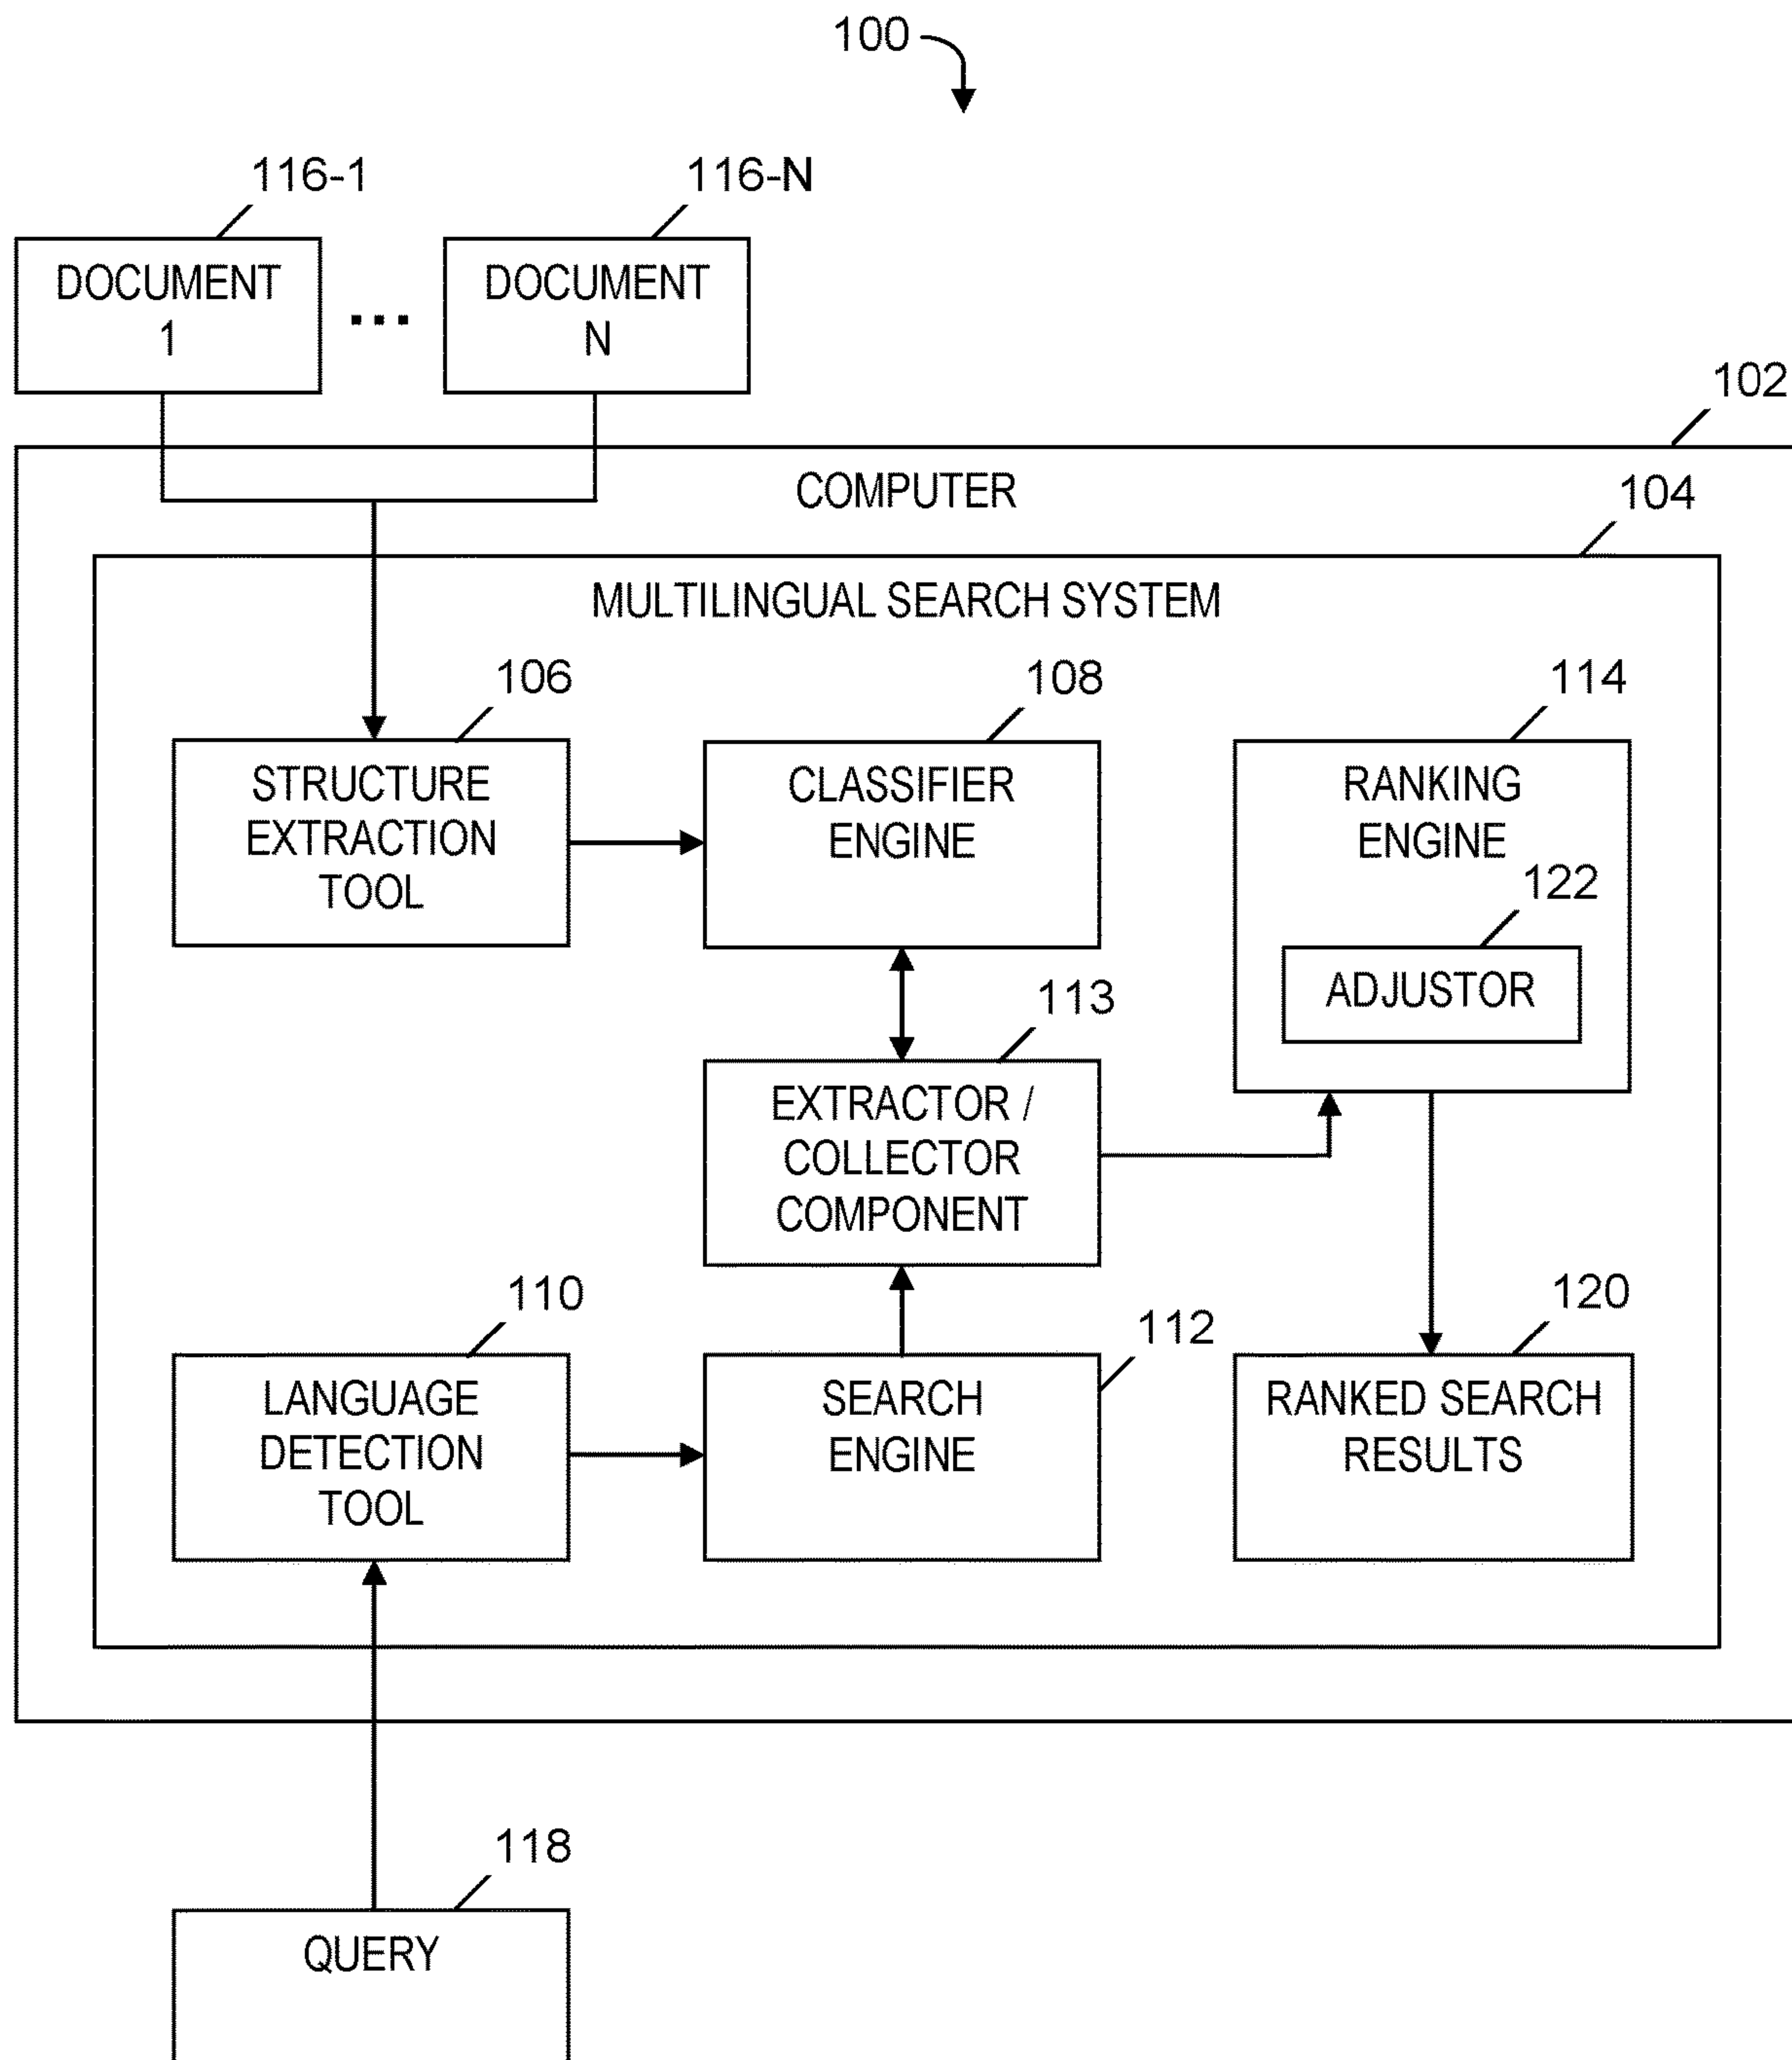 100
116-1
116-N
DOCUMENT
1
...
DOCUMENT
N
102
COMPUTER
104
MULTILINGUAL SEARCH SYSTEM
106
108
114
STRUCTURE
EXTRACTION
TOOL
CLASSIFIER
ENGINE
RANKING
ENGINE
122
ADJUSTOR
113
EXTRACTOR /
COLLECTOR
COMPONENT
110
112
120
LANGUAGE
DETECTION
TOOL
SEARCH
ENGINE
RANKED SEARCH
RESULTS
118
QUERY